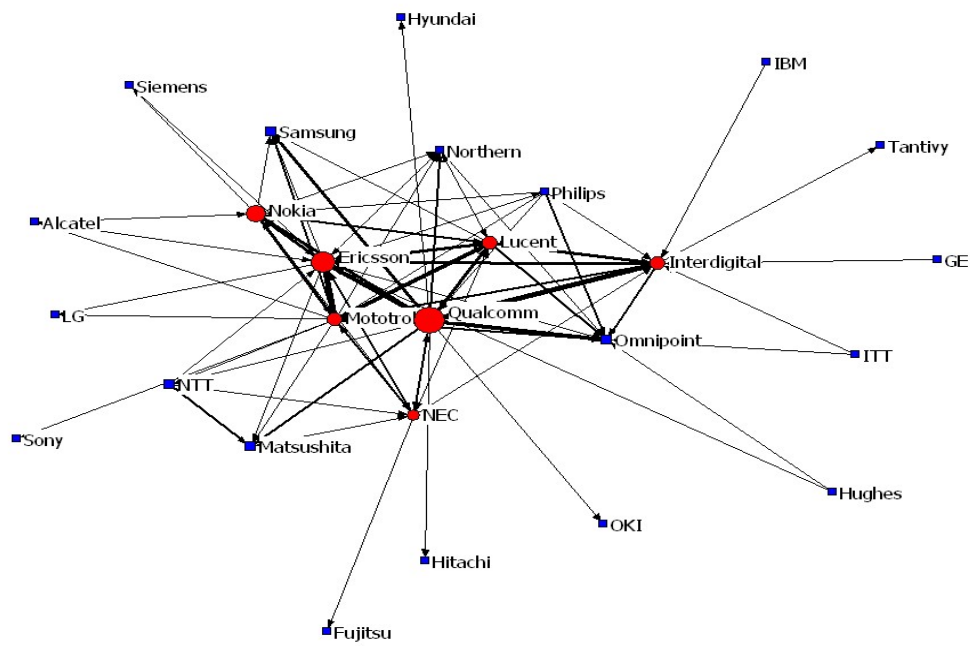 Hyundai
IBM
Siemens
Samsung
Tantivy
Northern
Philips
Nokia
Alcatel
Lucent
Ericsson
Interdigital
GE
LG
Mototrol
Qualcomm
Omnipoint
ITT
NTT
NEC
Sony
Matsushita
Hughes
OKI
Hitachi
Fujitsu